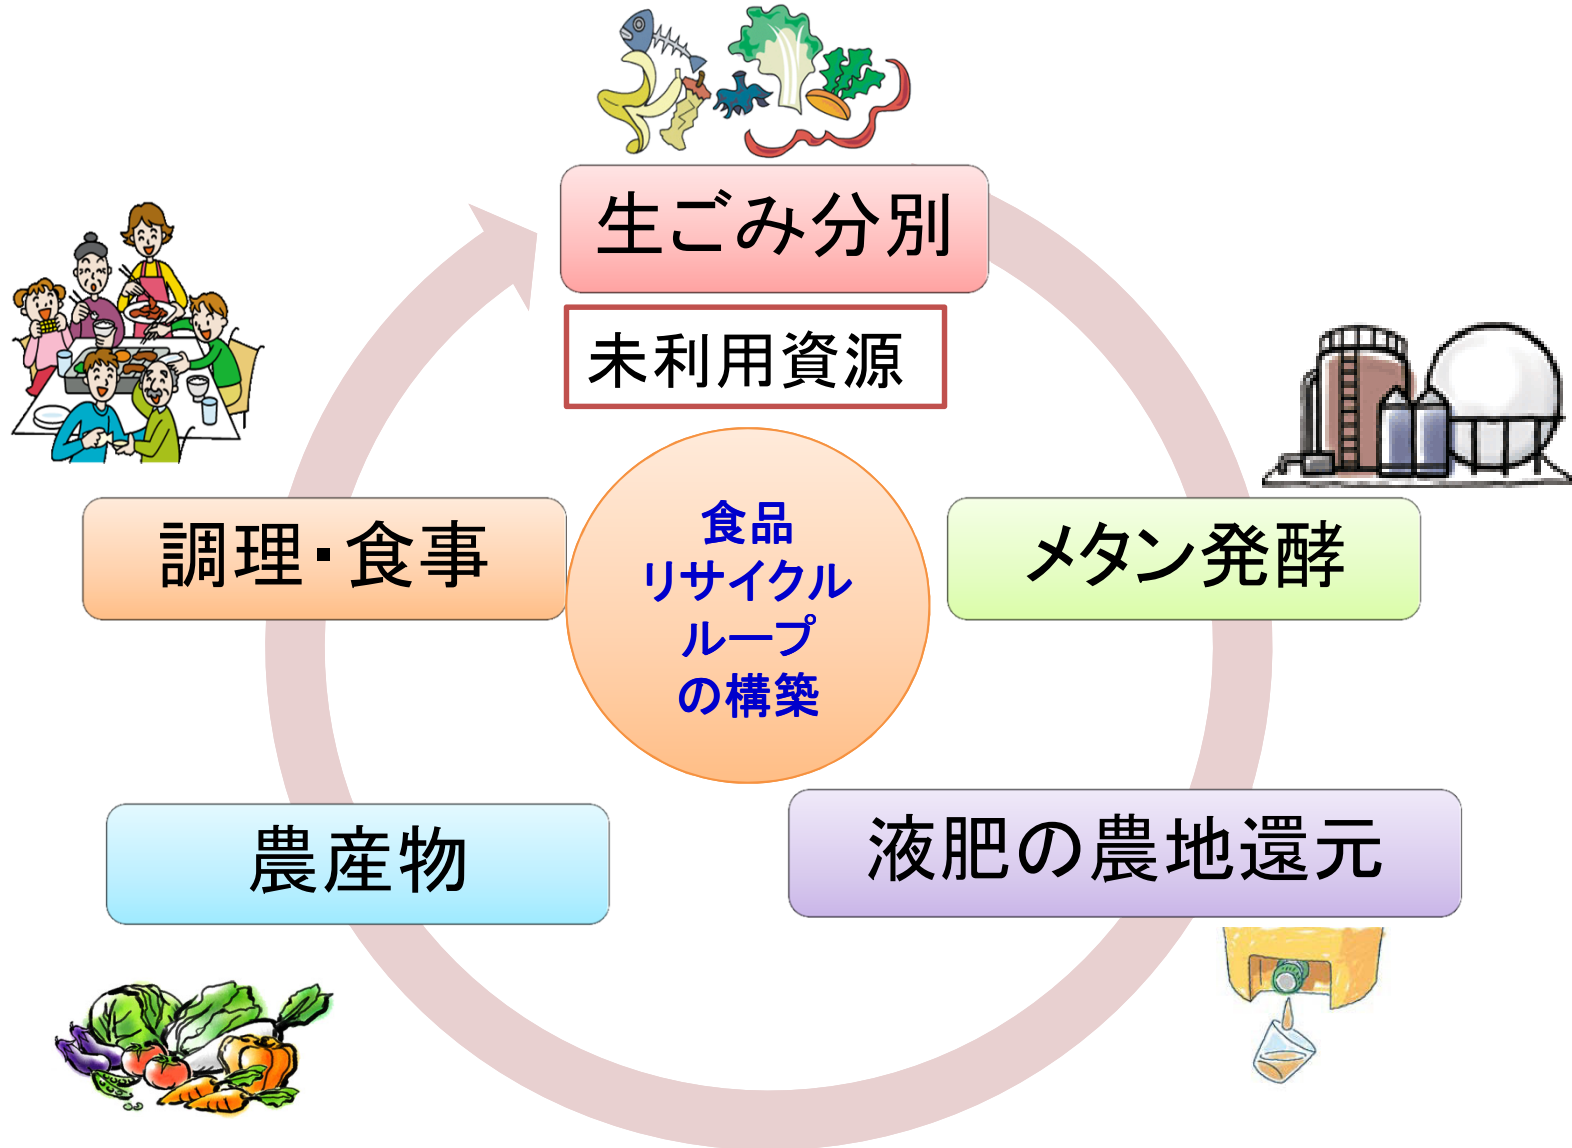 生ごみ分別
未利用資源
調理・食事
食品
リサイクル
ループ
の構築
メタン発酵
農産物
液肥の農地還元